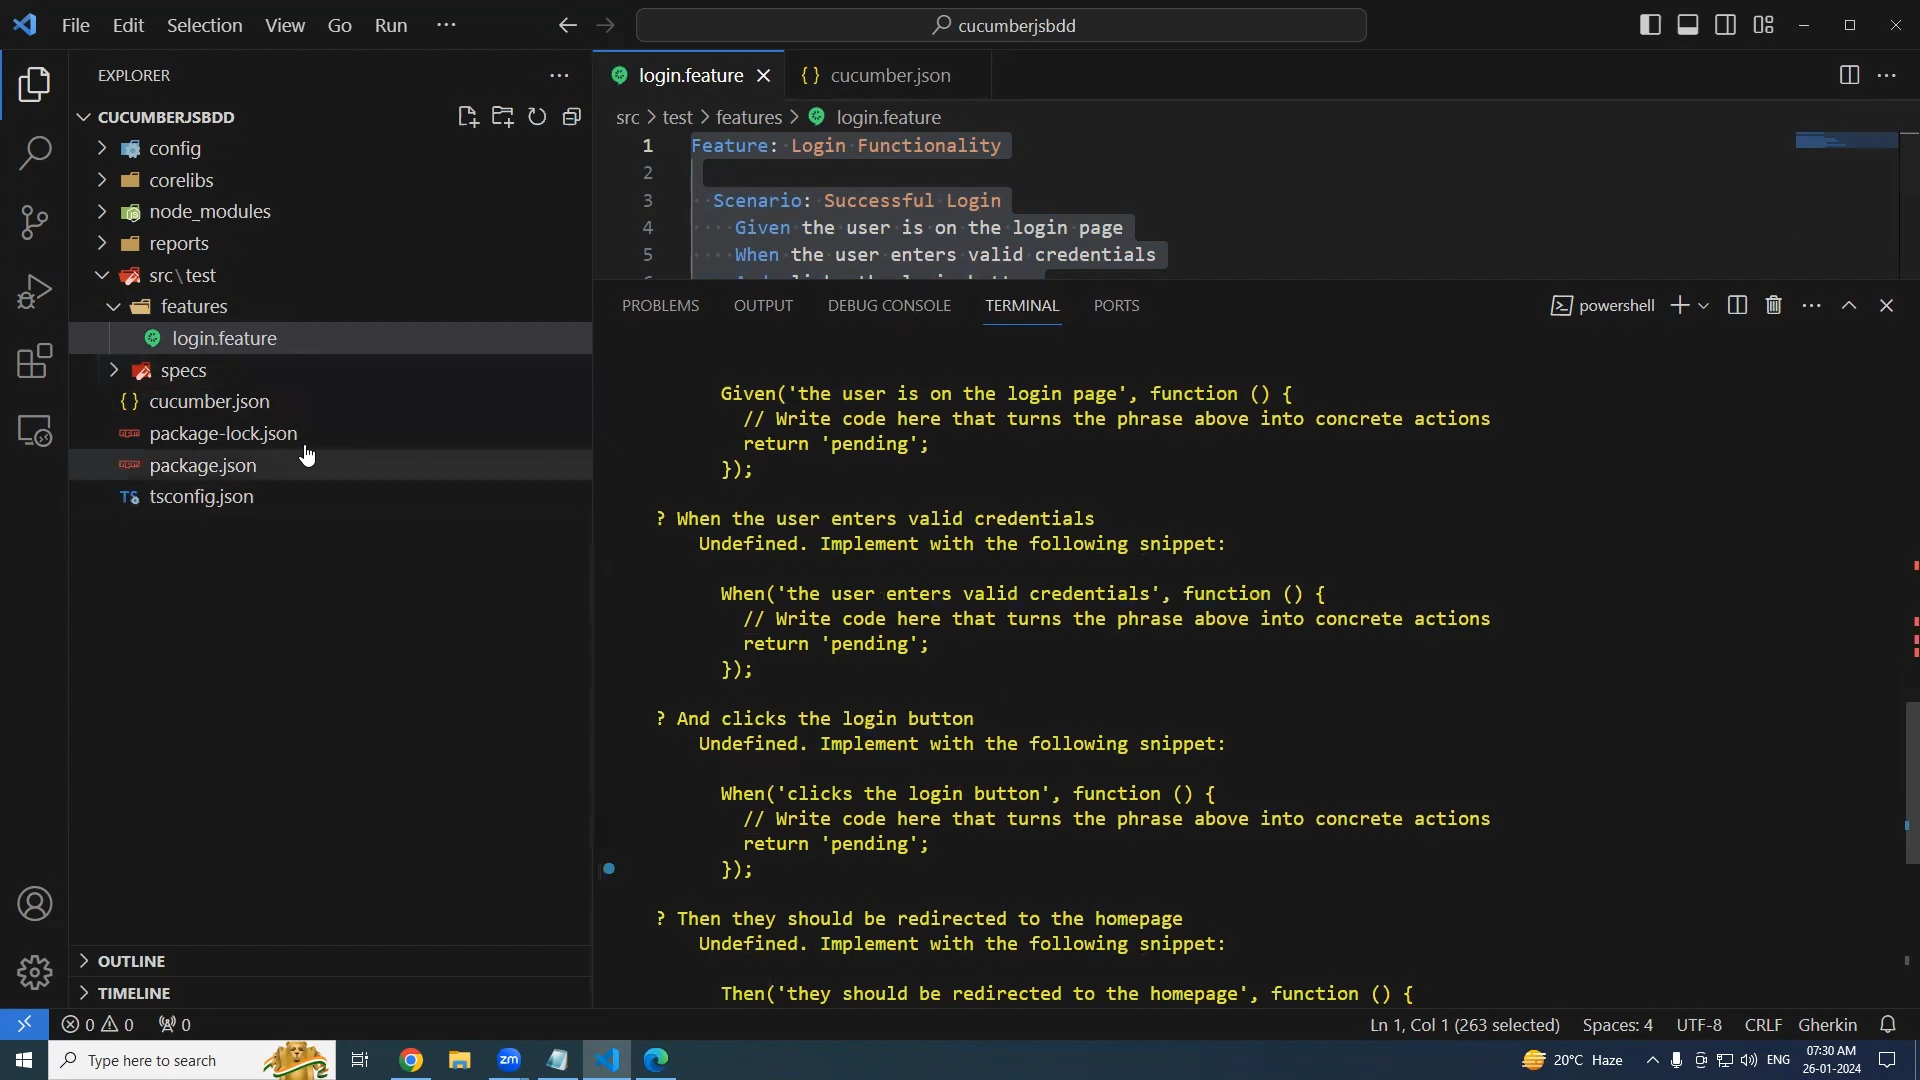 File Edit Selection View Go Run ···
cucumberjsbdd
EXPLORER ···
CUCUMBERJSBDD
config
corelibs
node_modules
reports
src\test
features
login.feature
specs
{ } cucumber.json
package-lock.json
package.json
TS tsconfig.json
OUTLINE
TIMELINE
login.feature
{} cucumber.json
src > test > features > login.feature
1 Feature: Login Functionality
2
3 Scenario: Successful Login
4 Given the user is on the login page
5 When the user enters valid credentials
PROBLEMS OUTPUT DEBUG CONSOLE TERMINAL PORTS
powershell
Given('the user is on the login page', function () {
// Write code here that turns the phrase above into concrete actions
return 'pending';
});
? When the user enters valid credentials
Undefined. Implement with the following snippet:
When('the user enters valid credentials', function () {
// Write code here that turns the phrase above into concrete actions
return 'pending';
});
? And clicks the login button
Undefined. Implement with the following snippet:
When('clicks the login button', function () {
// Write code here that turns the phrase above into concrete actions
return 'pending';
});
? Then they should be redirected to the homepage
Undefined. Implement with the following snippet:
Then('they should be redirected to the homepage', function () {
0 0 0
Ln 1, Col 1 (263 selected) Spaces: 4 UTF-8 CRLF Gherkin
Type here to search
zm
20°C Haze
ENG
07:30 AM
26-01-2024